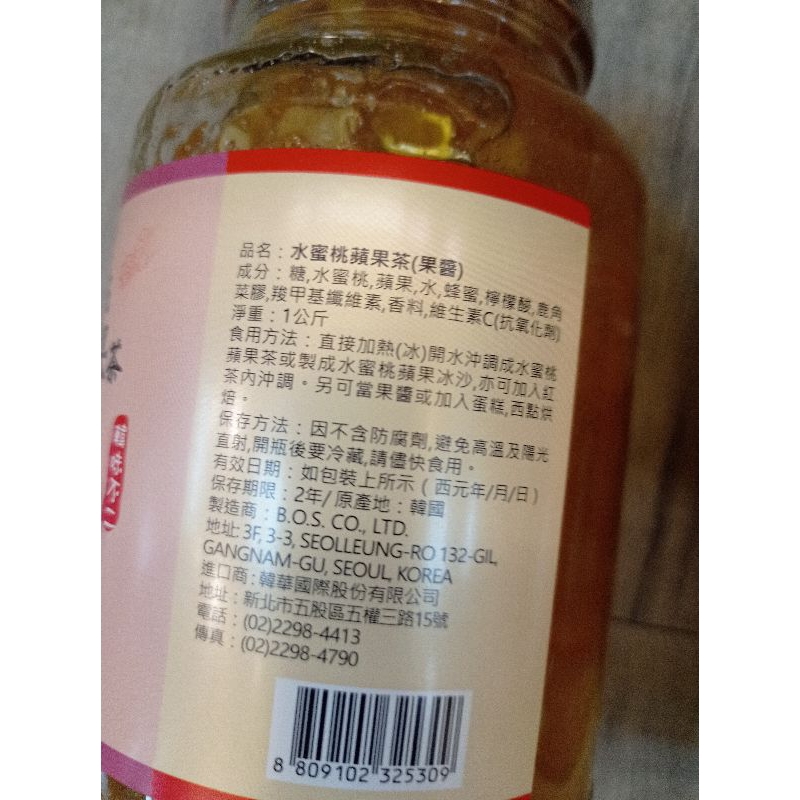 品名：水蜜桃蘋果茶(果醬)
成分：糖,水蜜桃,蘋果,水,蜂蜜,檸檬酸,鹿角
菜膠,羧甲基纖維素,香料,維生素C(抗氧化劑)
淨重：1公斤
食用方法：直接加熱(冰)開水沖調成水蜜桃
蘋果茶或製成水蜜桃蘋果冰沙,亦可加入紅
茶內沖調。另可當果醬或加入蛋糕,西點烘
焙。
保存方法：因不含防腐劑,避免高溫及陽光
直射,開瓶後要冷藏,請儘快食用。
有效日期：如包裝上所示（西元年/月/日）
保存期限：2年/ 原產地：韓國
製造商：B.O.S. CO., LTD.
地址: 3F, 3-3, SEOLLEUNG-RO 132-GIL,
GANGNAM-GU, SEOUL, KOREA
進口商：韓華國際股份有限公司
地址：新北市五股區五權三路15號
電話：(02)2298-4413
傳真：(02)2298-4790
8 809102 325309
茶